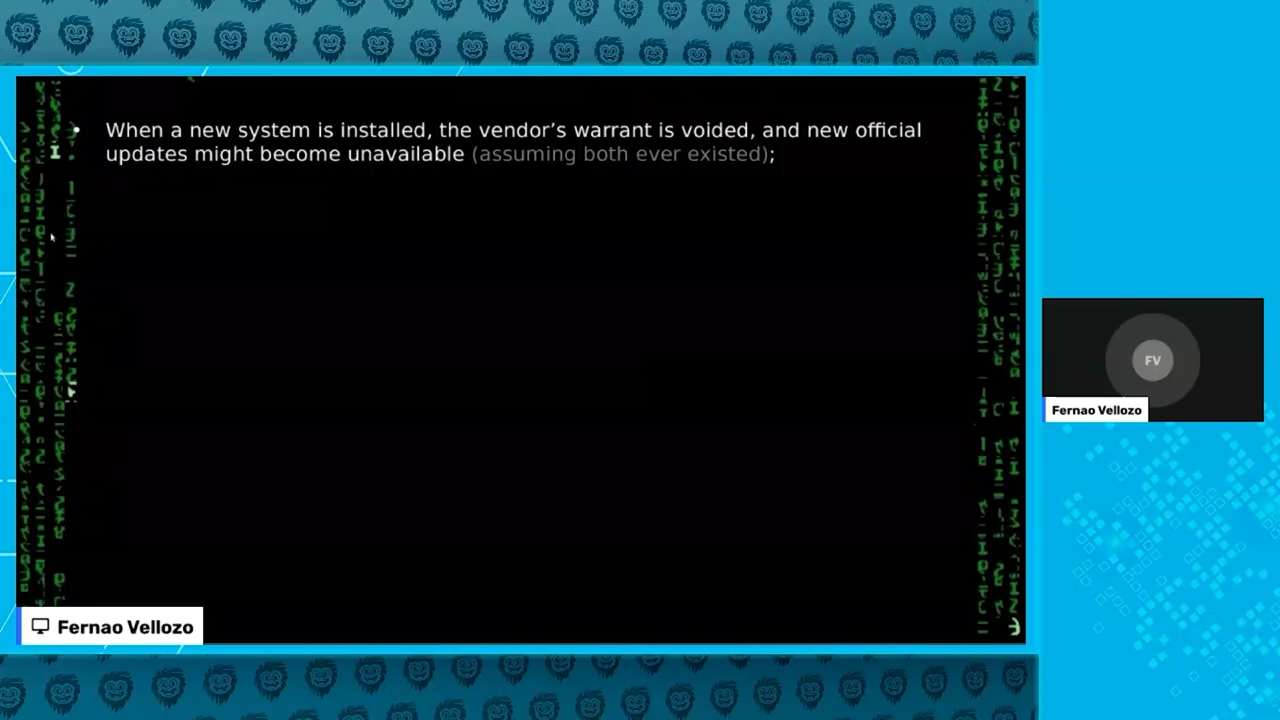 When a new system is installed, the vendor’s warrant is voided, and new official
updates might become unavailable (assuming both ever existed);
FV
Fernao Vellozo
Fernao Vellozo